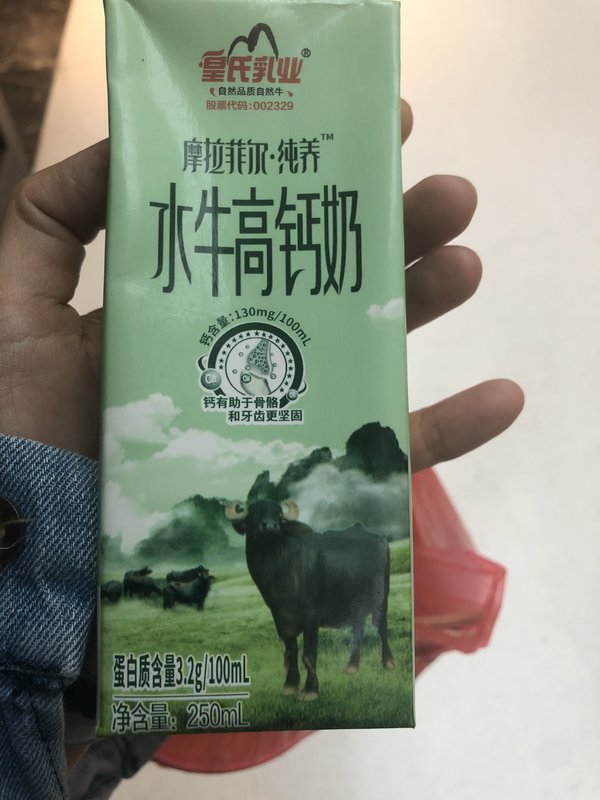 皇氏乳业®
自然品质自然牛
股票代码:002329
摩拉菲尔·纯养™
水牛高钙奶
钙含量:130mg/100mL
Ca
钙有助于骨骼
和牙齿更坚固
蛋白质含量3.2g/100mL
净含量: 250mL